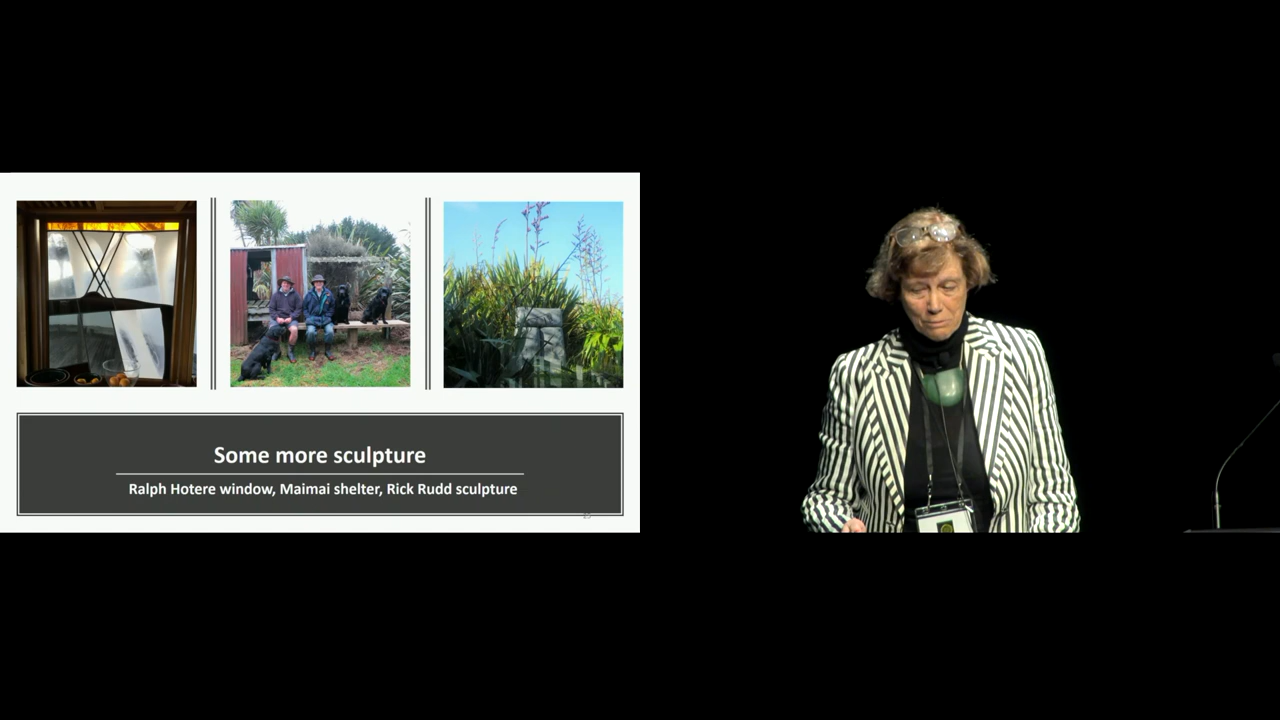 Some more sculpture
Ralph Hotere window, Maimai shelter, Rick Rudd sculpture